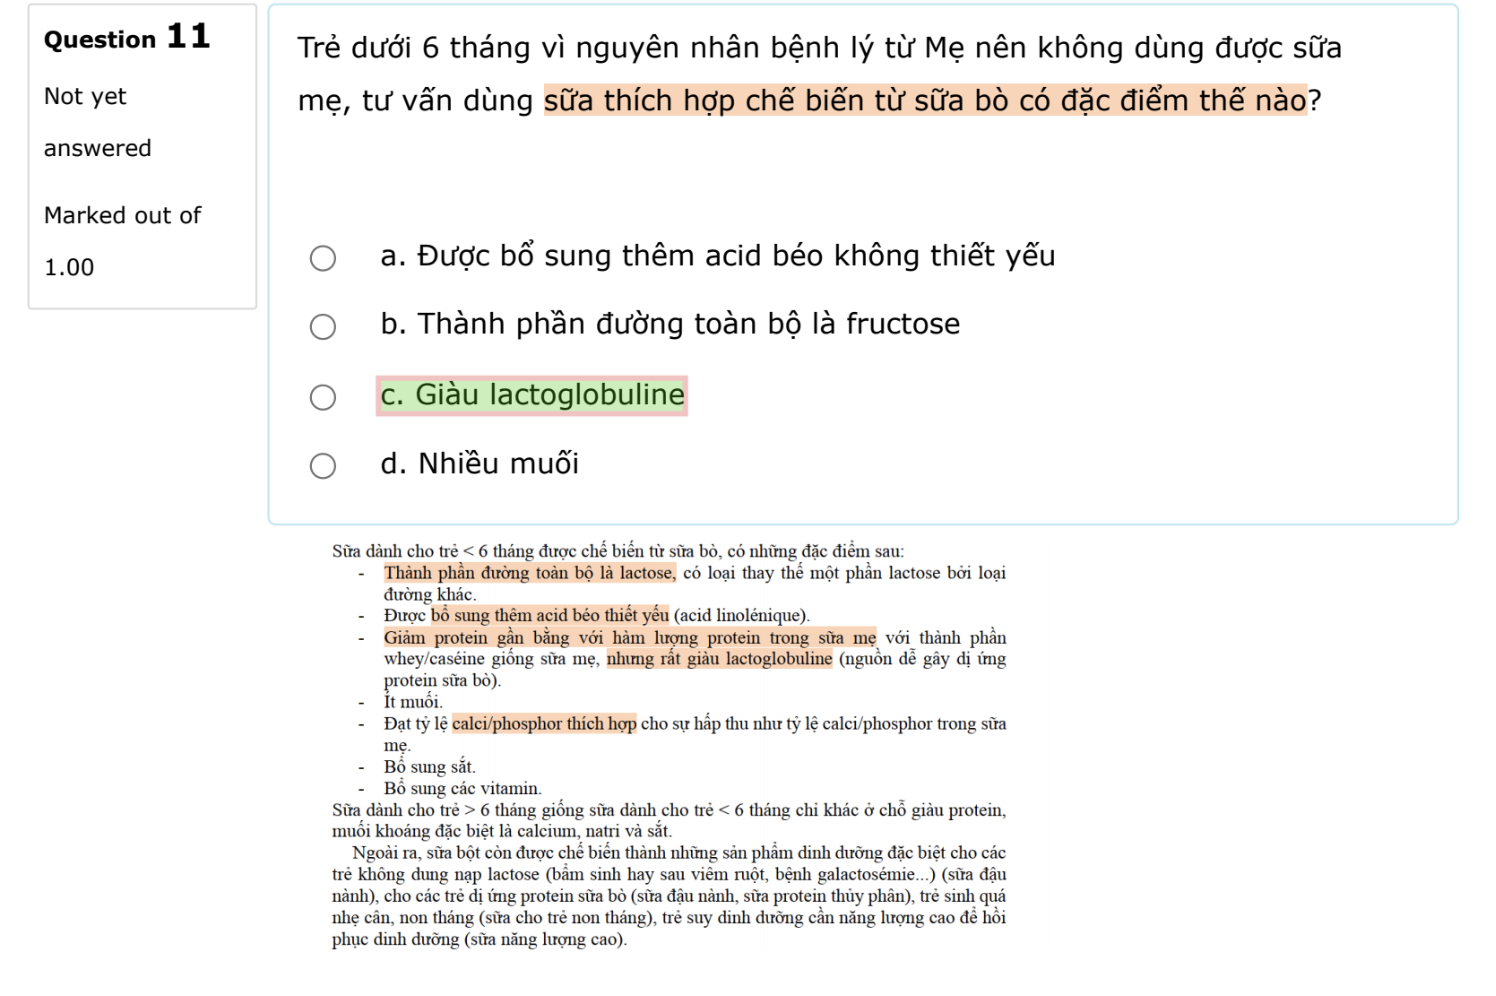 Question 11
Not yet
answered
Marked out of
1.00
Trẻ dưới 6 tháng vì nguyên nhân bệnh lý từ Mẹ nên không dùng được sữa
mẹ, tư vấn dùng sữa thích hợp chế biến từ sữa bò có đặc điểm thế nào?
a. Được bổ sung thêm acid béo không thiết yếu
b. Thành phần đường toàn bộ là fructose
c. Giàu lactoglobuline
d. Nhiều muối
Sữa dành cho trẻ < 6 tháng được chế biến từ sữa bò, có những đặc điểm sau:
- Thành phần đường toàn bộ là lactose, có loại thay thế một phần lactose bởi loại
đường khác.
- Được bổ sung thêm acid béo thiết yếu (acid linolénique).
- Giảm protein gần bằng với hàm lượng protein trong sữa mẹ với thành phần
whey/caséine giống sữa mẹ, nhưng rất giàu lactoglobuline (nguồn dễ gây dị ứng
protein sữa bò).
- Ít muối.
- Đạt tỷ lệ calci/phosphor thích hợp cho sự hấp thu như tỷ lệ calci/phosphor trong sữa
mẹ.
- Bổ sung sắt.
- Bổ sung các vitamin.
Sữa dành cho trẻ > 6 tháng giống sữa dành cho trẻ < 6 tháng chỉ khác ở chỗ giàu protein,
muối khoáng đặc biệt là calcium, natri và sắt.
Ngoài ra, sữa bột còn được chế biến thành những sản phẩm dinh dưỡng đặc biệt cho các
trẻ không dung nạp lactose (bẩm sinh hay sau viêm ruột, bệnh galactosémie...) (sữa đậu
nành), cho các trẻ dị ứng protein sữa bò (sữa đậu nành, sữa protein thủy phân), trẻ sinh quá
nhẹ cân, non tháng (sữa cho trẻ non tháng), trẻ suy dinh dưỡng cần năng lượng cao để hồi
phục dinh dưỡng (sữa năng lượng cao).